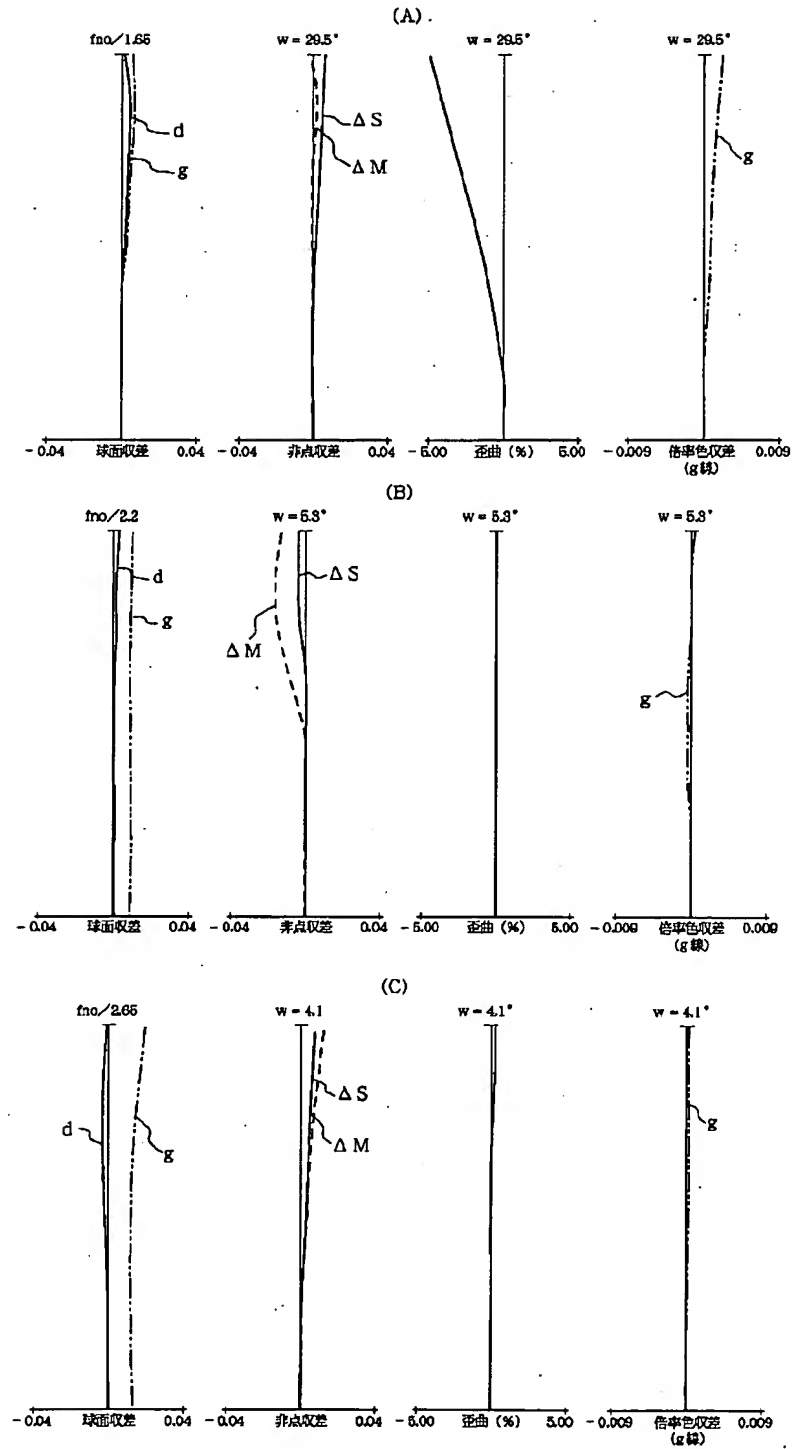 (A)
fno/1.65 w = 29.5° w = 29.5° w = 29.5°
d
g
ΔS
ΔM
g
-0.04 球面収差 0.04 -0.04 非点収差 0.04 -5.00 歪曲 (%) 5.00 -0.009 倍率色収差 0.009
(g線)
(B)
fno/2.2 w = 5.3° w = 5.3° w = 5.3°
d
g
ΔS
ΔM
g
-0.04 球面収差 0.04 -0.04 非点収差 0.04 -5.00 歪曲 (%) 5.00 -0.009 倍率色収差 0.009
(g線)
(C)
fno/2.65 w = 4.1 w = 4.1° w = 4.1°
d
g
ΔS
ΔM
g
-0.04 球面収差 0.04 -0.04 非点収差 0.04 -5.00 歪曲 (%) 5.00 -0.009 倍率色収差 0.009
(g線)